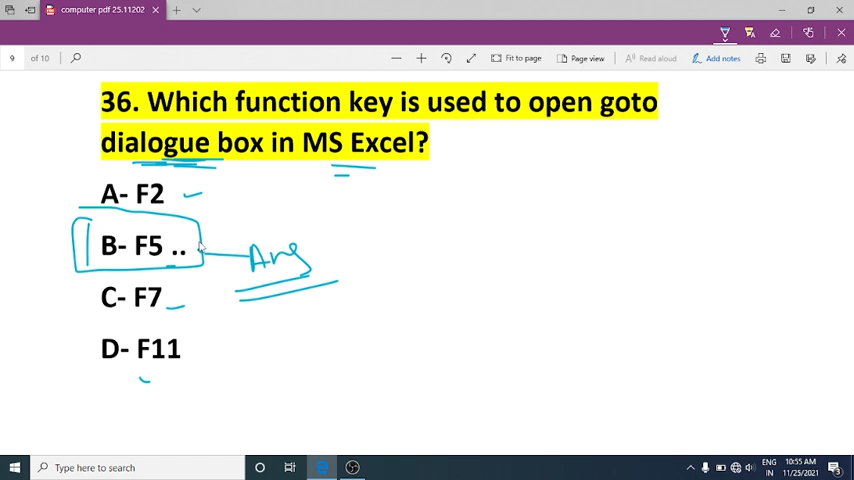 computer pdf 25.11202
9 of 10
Fit to page
Page view
Read aloud
Add notes
36. Which function key is used to open goto
dialogue box in MS Excel?
A- F2
B- F5 ..
Ans
C- F7
D- F11
Type here to search
ENG
IN
10:55 AM
11/25/2021
3